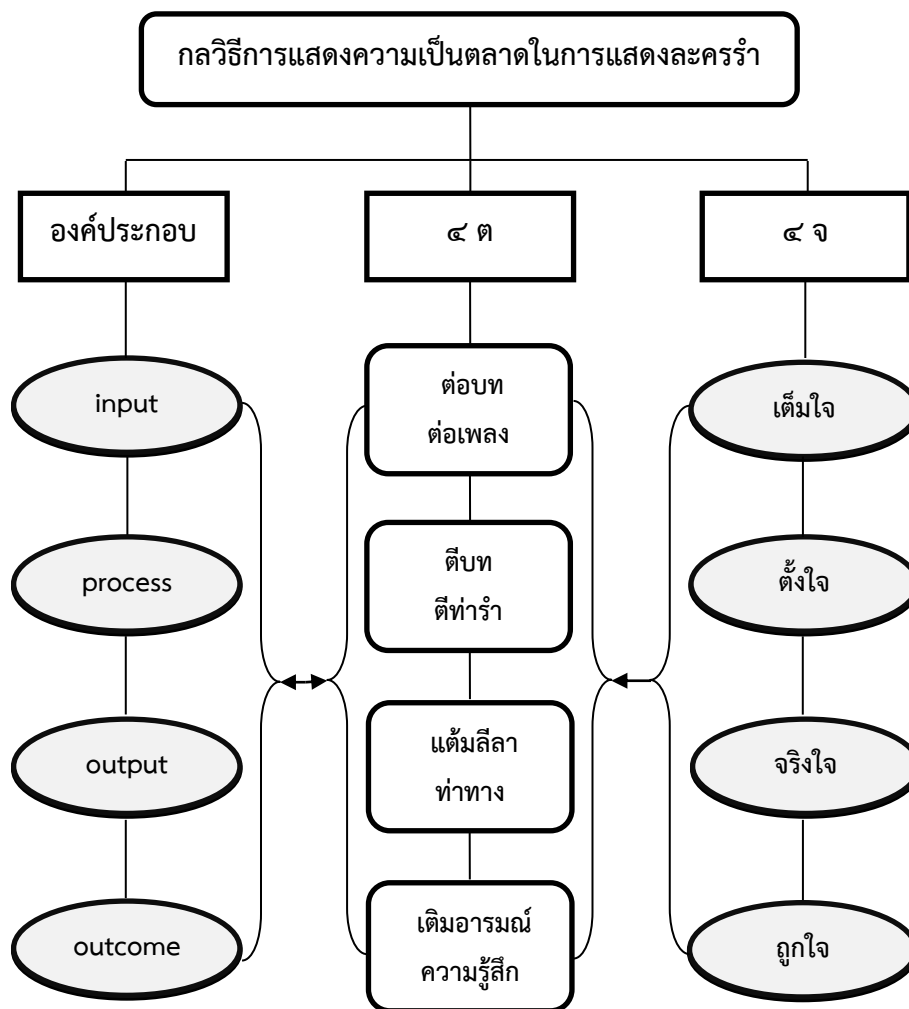 กลวิธีการแสดงความเป็นตลาดในการแสดงละครรำ
องค์ประกอบ
๔ ต
๔ จ
input
ต่อบท
ต่อเพลง
เต็มใจ
process
ตีบท
ตีท่ารำ
ตั้งใจ
output
แต้มลีลา
ท่าทาง
จริงใจ
outcome
เติมอารมณ์
ความรู้สึก
ถูกใจ